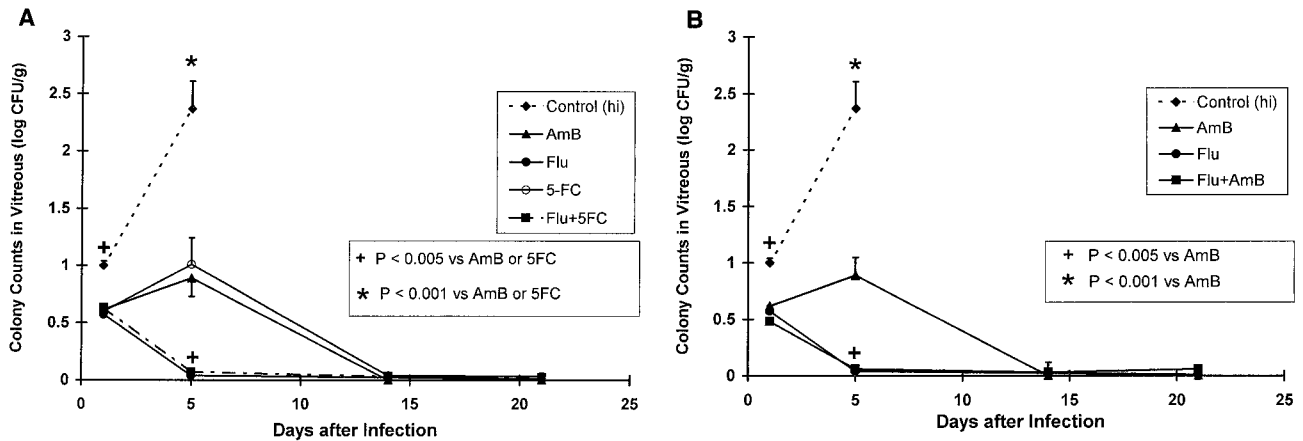 A
Colony Counts in Vitreous (log CFU/g)
3
2.5
2
1.5
1
0.5
0
+
*
+
Control (hi)
AmB
Flu
5-FC
Flu+5FC
+ P < 0.005 vs AmB or 5FC
* P < 0.001 vs AmB or 5FC
0 5 10 15 20 25
Days after Infection
B
Colony Counts in Vitreous (log CFU/g)
3
2.5
2
1.5
1
0.5
0
+
*
+
Control (hi)
AmB
Flu
Flu+AmB
+ P < 0.005 vs AmB
* P < 0.001 vs AmB
0 5 10 15 20 25
Days after Infection